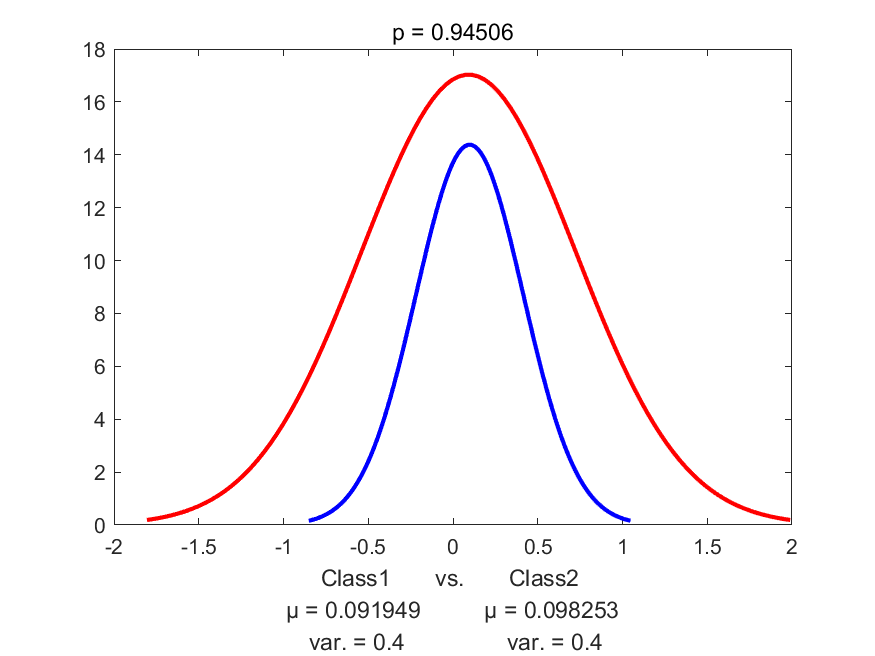 p = 0.94506
18
16
14
12
10
8
6
4
2
0
-2 -1.5 -1 -0.5 0 0.5 1 1.5 2
Class1 vs. Class2
μ = 0.091949 μ = 0.098253
var. = 0.4 var. = 0.4